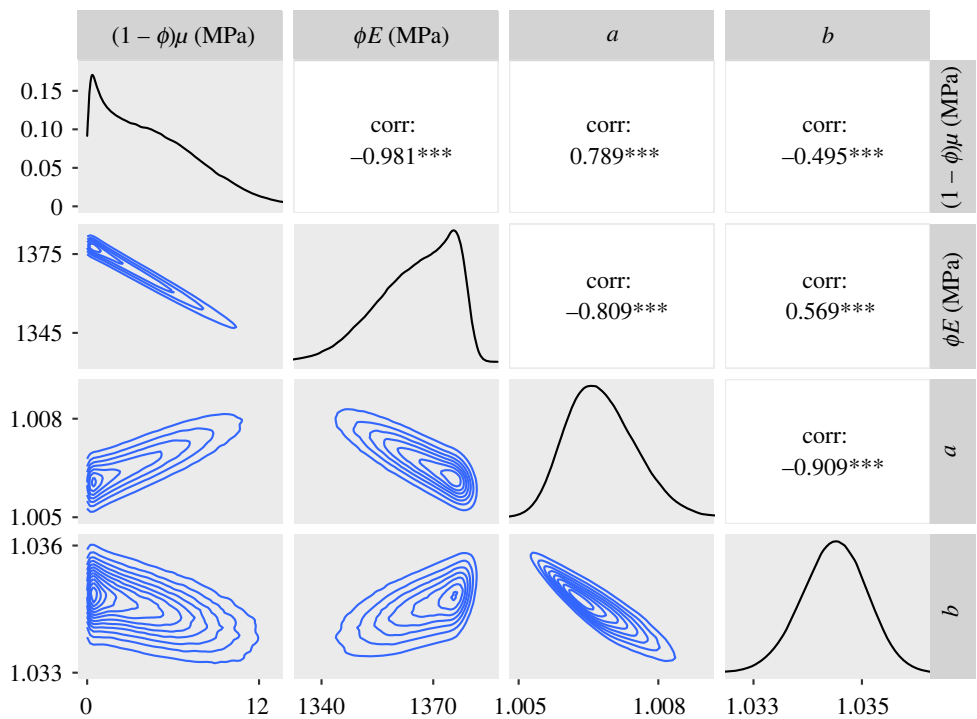 (1 – ϕ)μ (MPa) ϕE (MPa) a b
0.15
0.10
0.05
0
corr:
–0.981***
corr:
0.789***
corr:
–0.495***
(1 – ϕ)μ (MPa)
1375
1345
corr:
–0.809***
corr:
0.569***
ϕE (MPa)
1.008
1.005
corr:
–0.909***
a
1.036
1.033
b
0 12 1340 1370 1.005 1.008 1.033 1.035